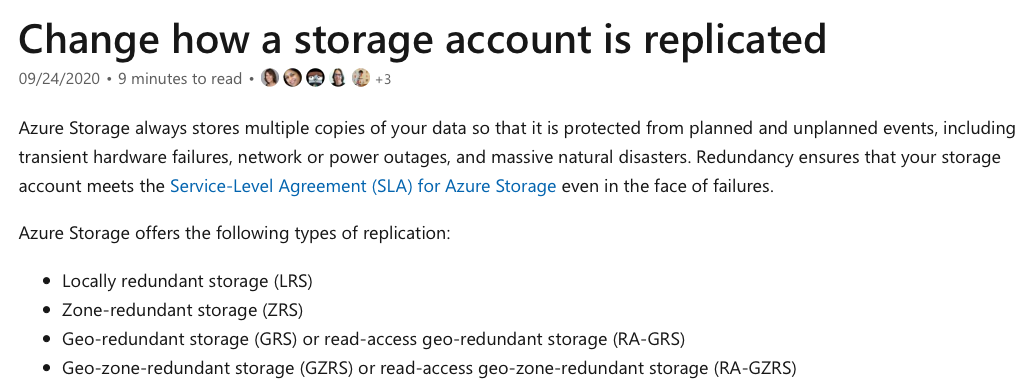 Change how a storage account is replicated
09/24/2020 • 9 minutes to read • +3
Azure Storage always stores multiple copies of your data so that it is protected from planned and unplanned events, including
transient hardware failures, network or power outages, and massive natural disasters. Redundancy ensures that your storage
account meets the Service-Level Agreement (SLA) for Azure Storage even in the face of failures.
Azure Storage offers the following types of replication:
• Locally redundant storage (LRS)
• Zone-redundant storage (ZRS)
• Geo-redundant storage (GRS) or read-access geo-redundant storage (RA-GRS)
• Geo-zone-redundant storage (GZRS) or read-access geo-zone-redundant storage (RA-GZRS)